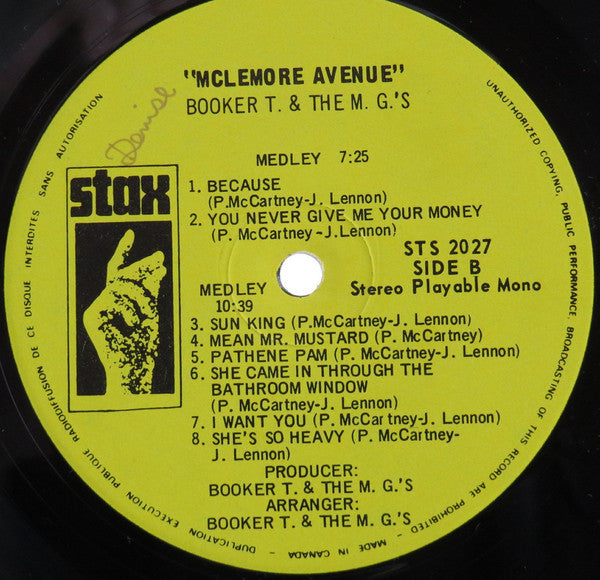 "MCLEMORE AVENUE"
BOOKER T. & THE M. G.'S
Denise
MEDLEY 7:25
stax
1. BECAUSE
(P.McCartney-J. Lennon)
2. YOU NEVER GIVE ME YOUR MONEY
(P. McCartney -J.Lennon)
STS 2027
SIDE B
Stereo Playable Mono
MEDLEY
10:39
3. SUN KING (P.McCartney-J. Lennon)
4. MEAN MR. MUSTARD (P. McCartney-J. Lennon)
5. PATHENE PAM (P. McCartney-J. Lennon)
6. SHE CAME IN THROUGH THE
BATHROOM WINDOW
(P. McCartney-J. Lennon)
7. I WANT YOU (P. McCartney-J. Lennon)
8. SHE'S SO HEAVY (P. McCartney-
J. Lennon)
PRODUCER:
BOOKER T. & THE M. G.'S
ARRANGER:
BOOKER T. & THE M. G.'S
UNAUTHORIZED COPYING, PUBLIC PERFORMANCE BROADCASTING OF THIS RECORD ARE PROHIBITED - MADE IN CANADA - DUPLICATION EXECUTION PUBLIQUE RADIODIFFUSION DE CE DISQUE INTERDITES SANS AUTORISATION